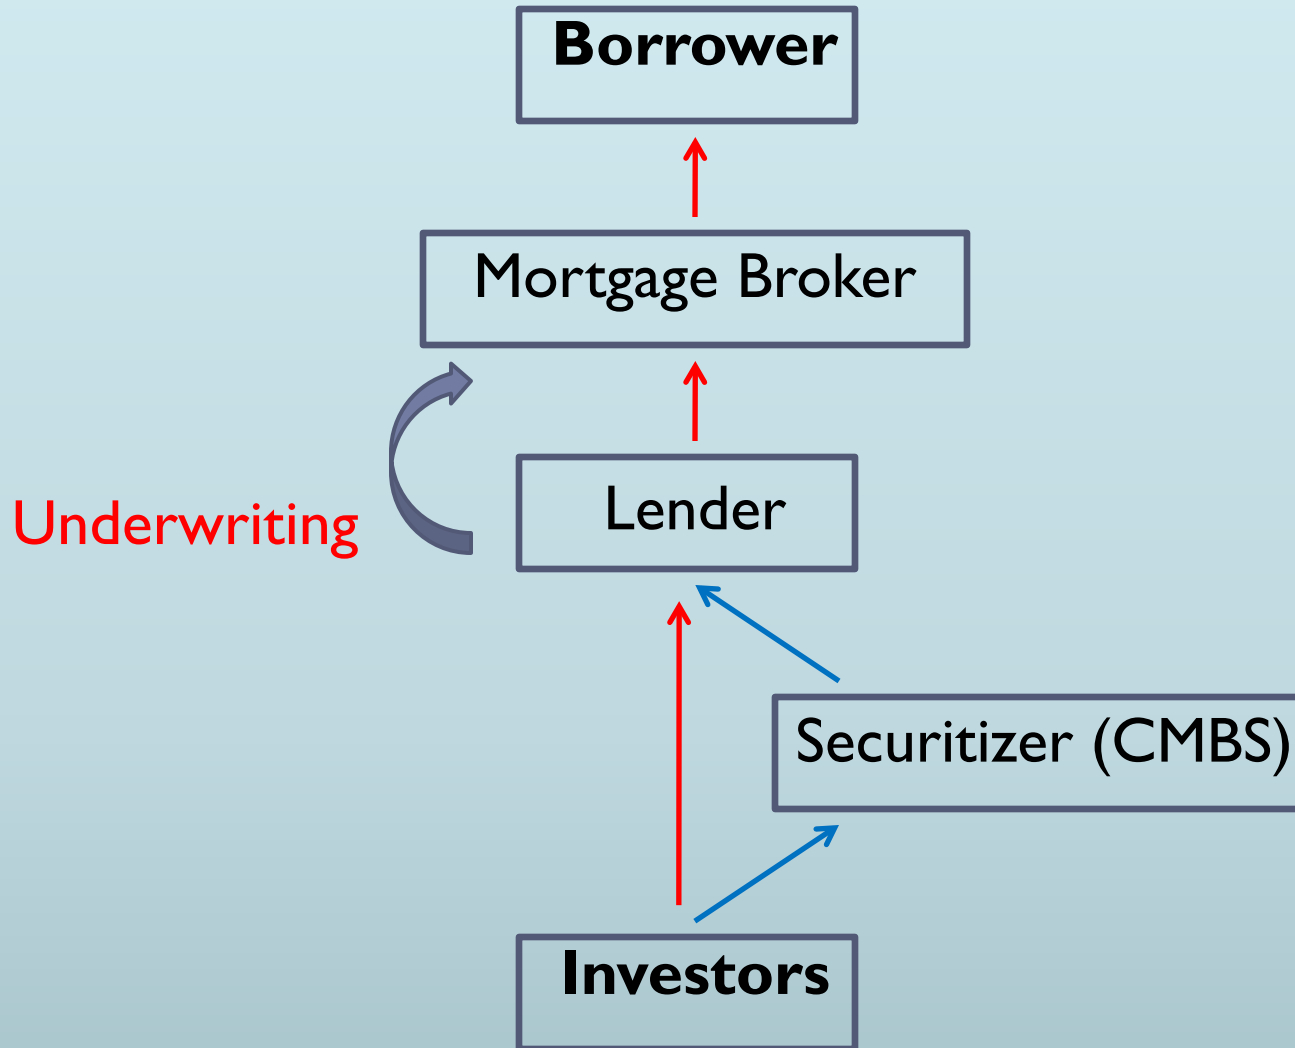 Borrower
Mortgage Broker
Lender
Underwriting
Securitizer (CMBS)
Investors